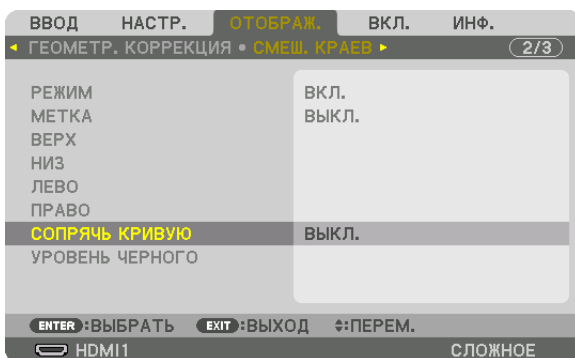 ВВОД НАСТР. ОТОБРАЖ. ВКЛ. ИНФ.
ГЕОМЕТР. КОРРЕКЦИЯ • СМЕШ. КРАЕВ 2/3
РЕЖИМ ВКЛ.
МЕТКА ВЫКЛ.
ВЕРХ
НИЗ
ЛЕВО
ПРАВО
СОПРЯЧЬ КРИВУЮ ВЫКЛ.
УРОВЕНЬ ЧЕРНОГО
ENTER :ВЫБРАТЬ EXIT :ВЫХОД :ПЕРЕМ.
HDMI1 СЛОЖНОЕ